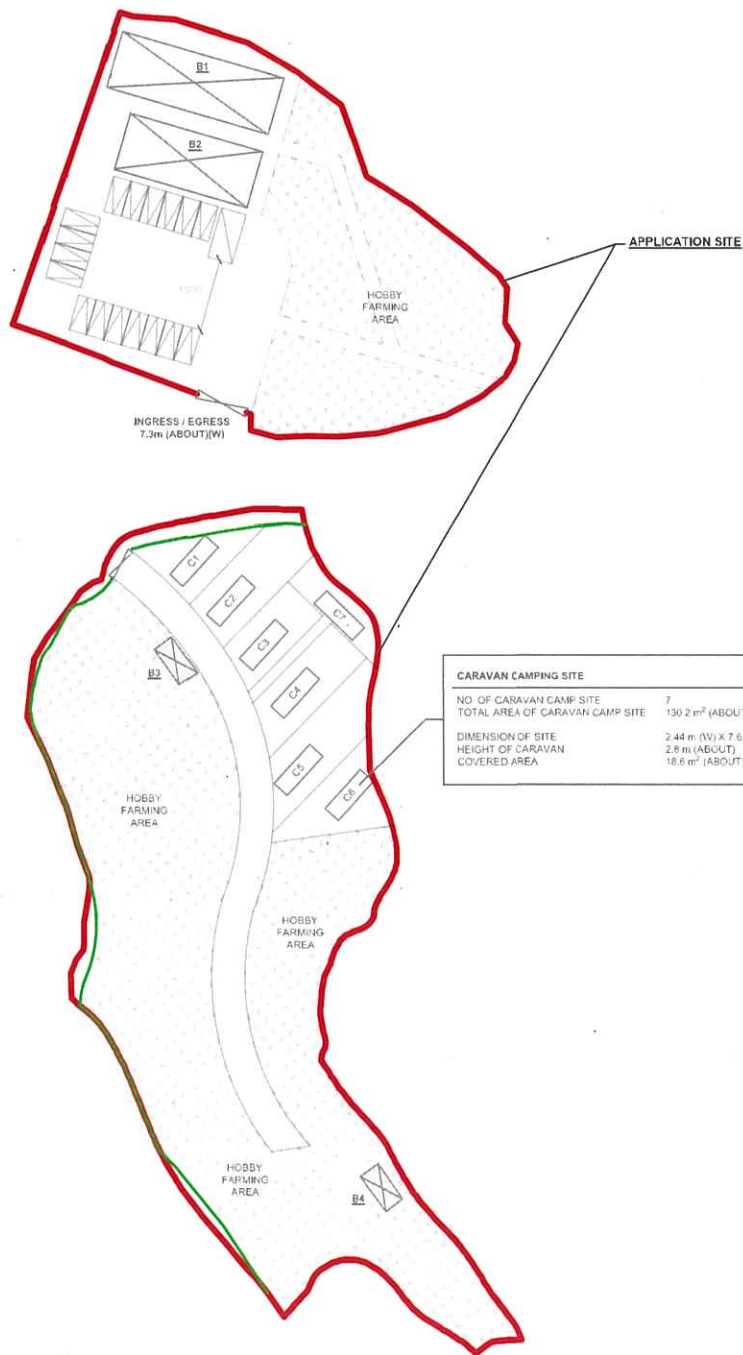 B1
B2
APPLICATION SITE
HOBBY
FARMING
AREA
INGRESS / EGRESS
7.3m (ABOUT)(W)
C1
C2
C7
C3
B3
C4
CARAVAN CAMPING SITE
NO. OF CARAVAN CAMP SITE 7
TOTAL AREA OF CARAVAN CAMP SITE 130.2 m² (ABOUT
DIMENSION OF SITE 2.44 m (W) X 7.6
HEIGHT OF CARAVAN 2.8 m (ABOUT)
COVERED AREA 18.6 m² (ABOUT)
C5
C6
HOBBY
FARMING
AREA
HOBBY
FARMING
AREA
HOBBY
FARMING
AREA
B4